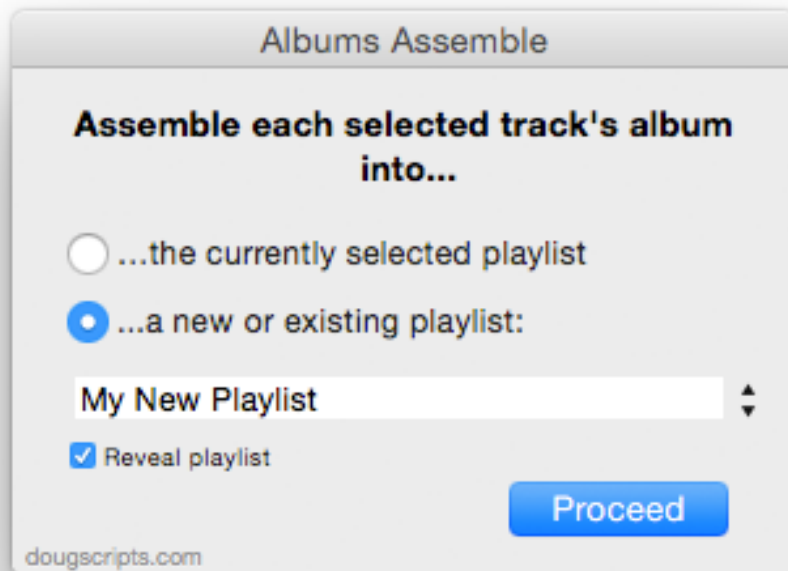 Albums Assemble
Assemble each selected track's album
into...
...the currently selected playlist
...a new or existing playlist:
My New Playlist
Reveal playlist
Proceed
dougscripts.com